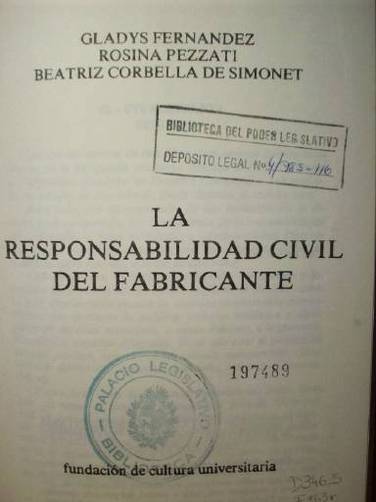 GLADYS FERNANDEZ
ROSINA PEZZATI
BEATRIZ CORBELLA DE SIMONET
BIBLIOTECA DEL PODER LEGISLATIVO
DEPOSITO LEGAL No.
LA
RESPONSABILIDAD CIVIL
DEL FABRICANTE
197489
PALACIO LEGISLATIVO
BIBLIOTECA
fundación de cultura universitaria